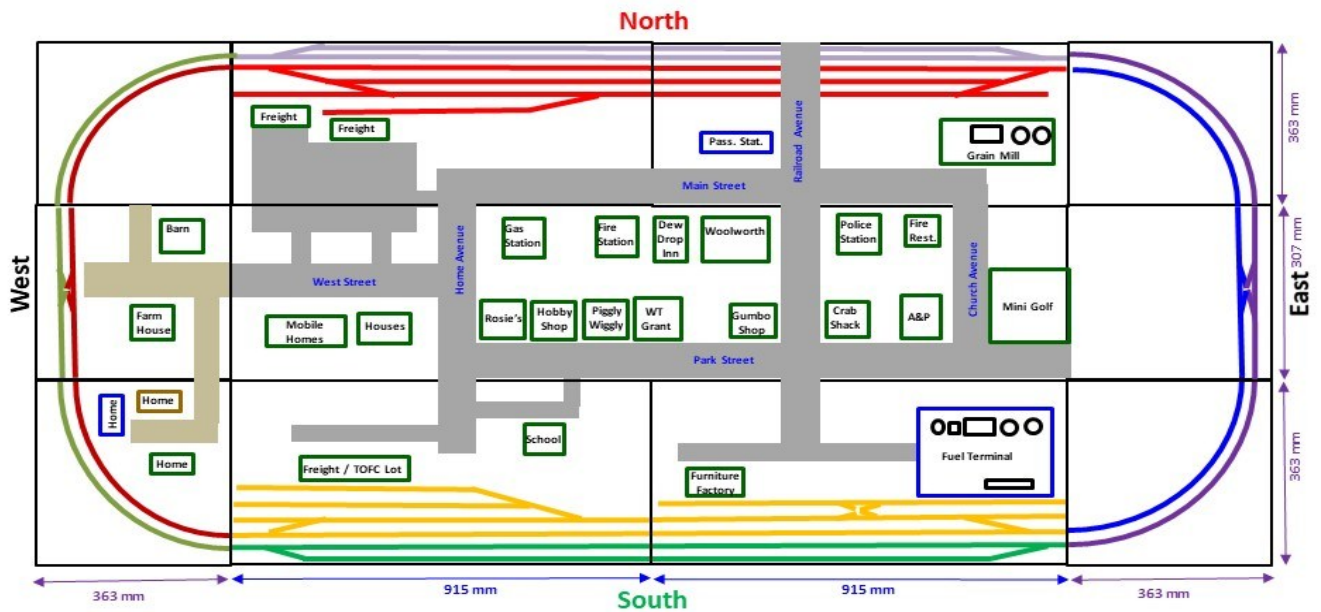 North
Freight
Freight
Pass. Stat.
Railroad Avenue
Grain Mill
363 mm
Main Street
Barn
Gas
Station
Fire
Station
Dew
Drop
Inn
Woolworth
Police
Station
Fire
Rest.
West
Home Avenue
West Street
Church Avenue
Mini Golf
307 mm
East
Farm
House
Mobile
Homes
Houses
Rosie's
Hobby
Shop
Piggly
Wiggly
WT
Grant
Gumbo
Shop
Crab
Shack
A&P
Park Street
Home
Home
Home
School
Freight / TOFC Lot
Furniture
Factory
Fuel Terminal
363 mm
363 mm
915 mm
South
915 mm
363 mm